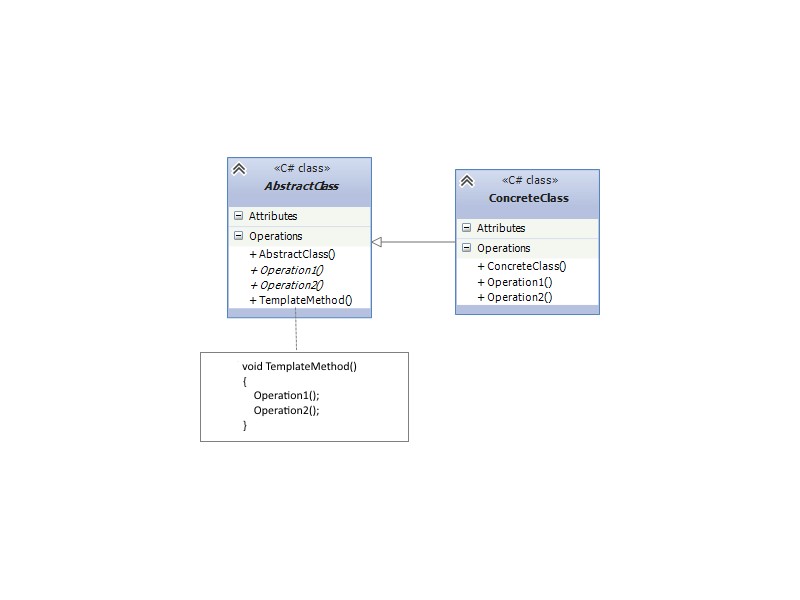 «C# class»
AbstractClass
Attributes
Operations
+ AbstractClass()
+ Operation1()
+ Operation2()
+ TemplateMethod()
«C# class»
ConcreteClass
Attributes
Operations
+ ConcreteClass()
+ Operation1()
+ Operation2()
void TemplateMethod()
{
Operation1();
Operation2();
}